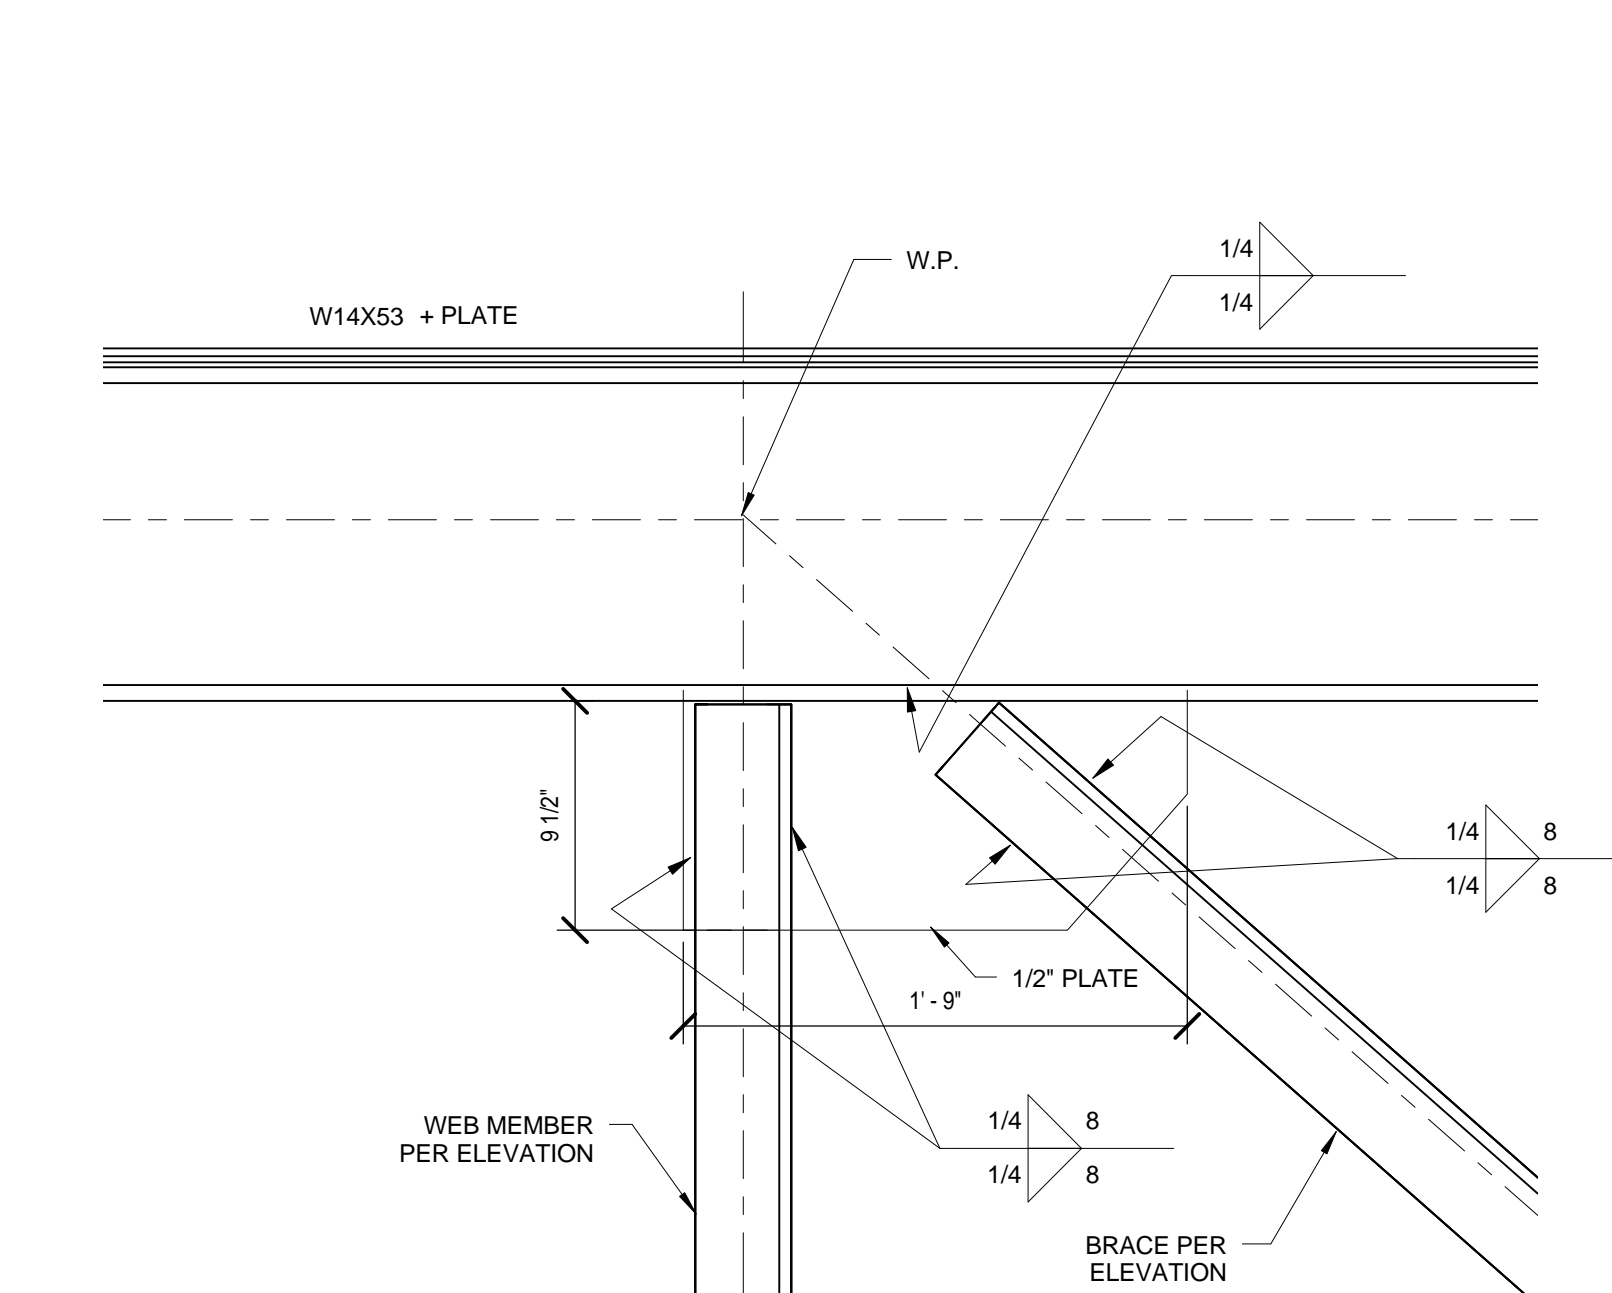 1/4
W.P.
1/4
W14X53 + PLATE
9 1/2"
1/4 8
1/4 8
1/2" PLATE
1' - 9"
WEB MEMBER
PER ELEVATION
1/4 8
1/4 8
BRACE PER
ELEVATION